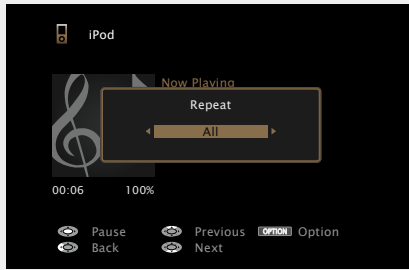 iPod
Now Playing
Repeat
All
00:06 100%
Pause Previous OPTION Option
Back Next